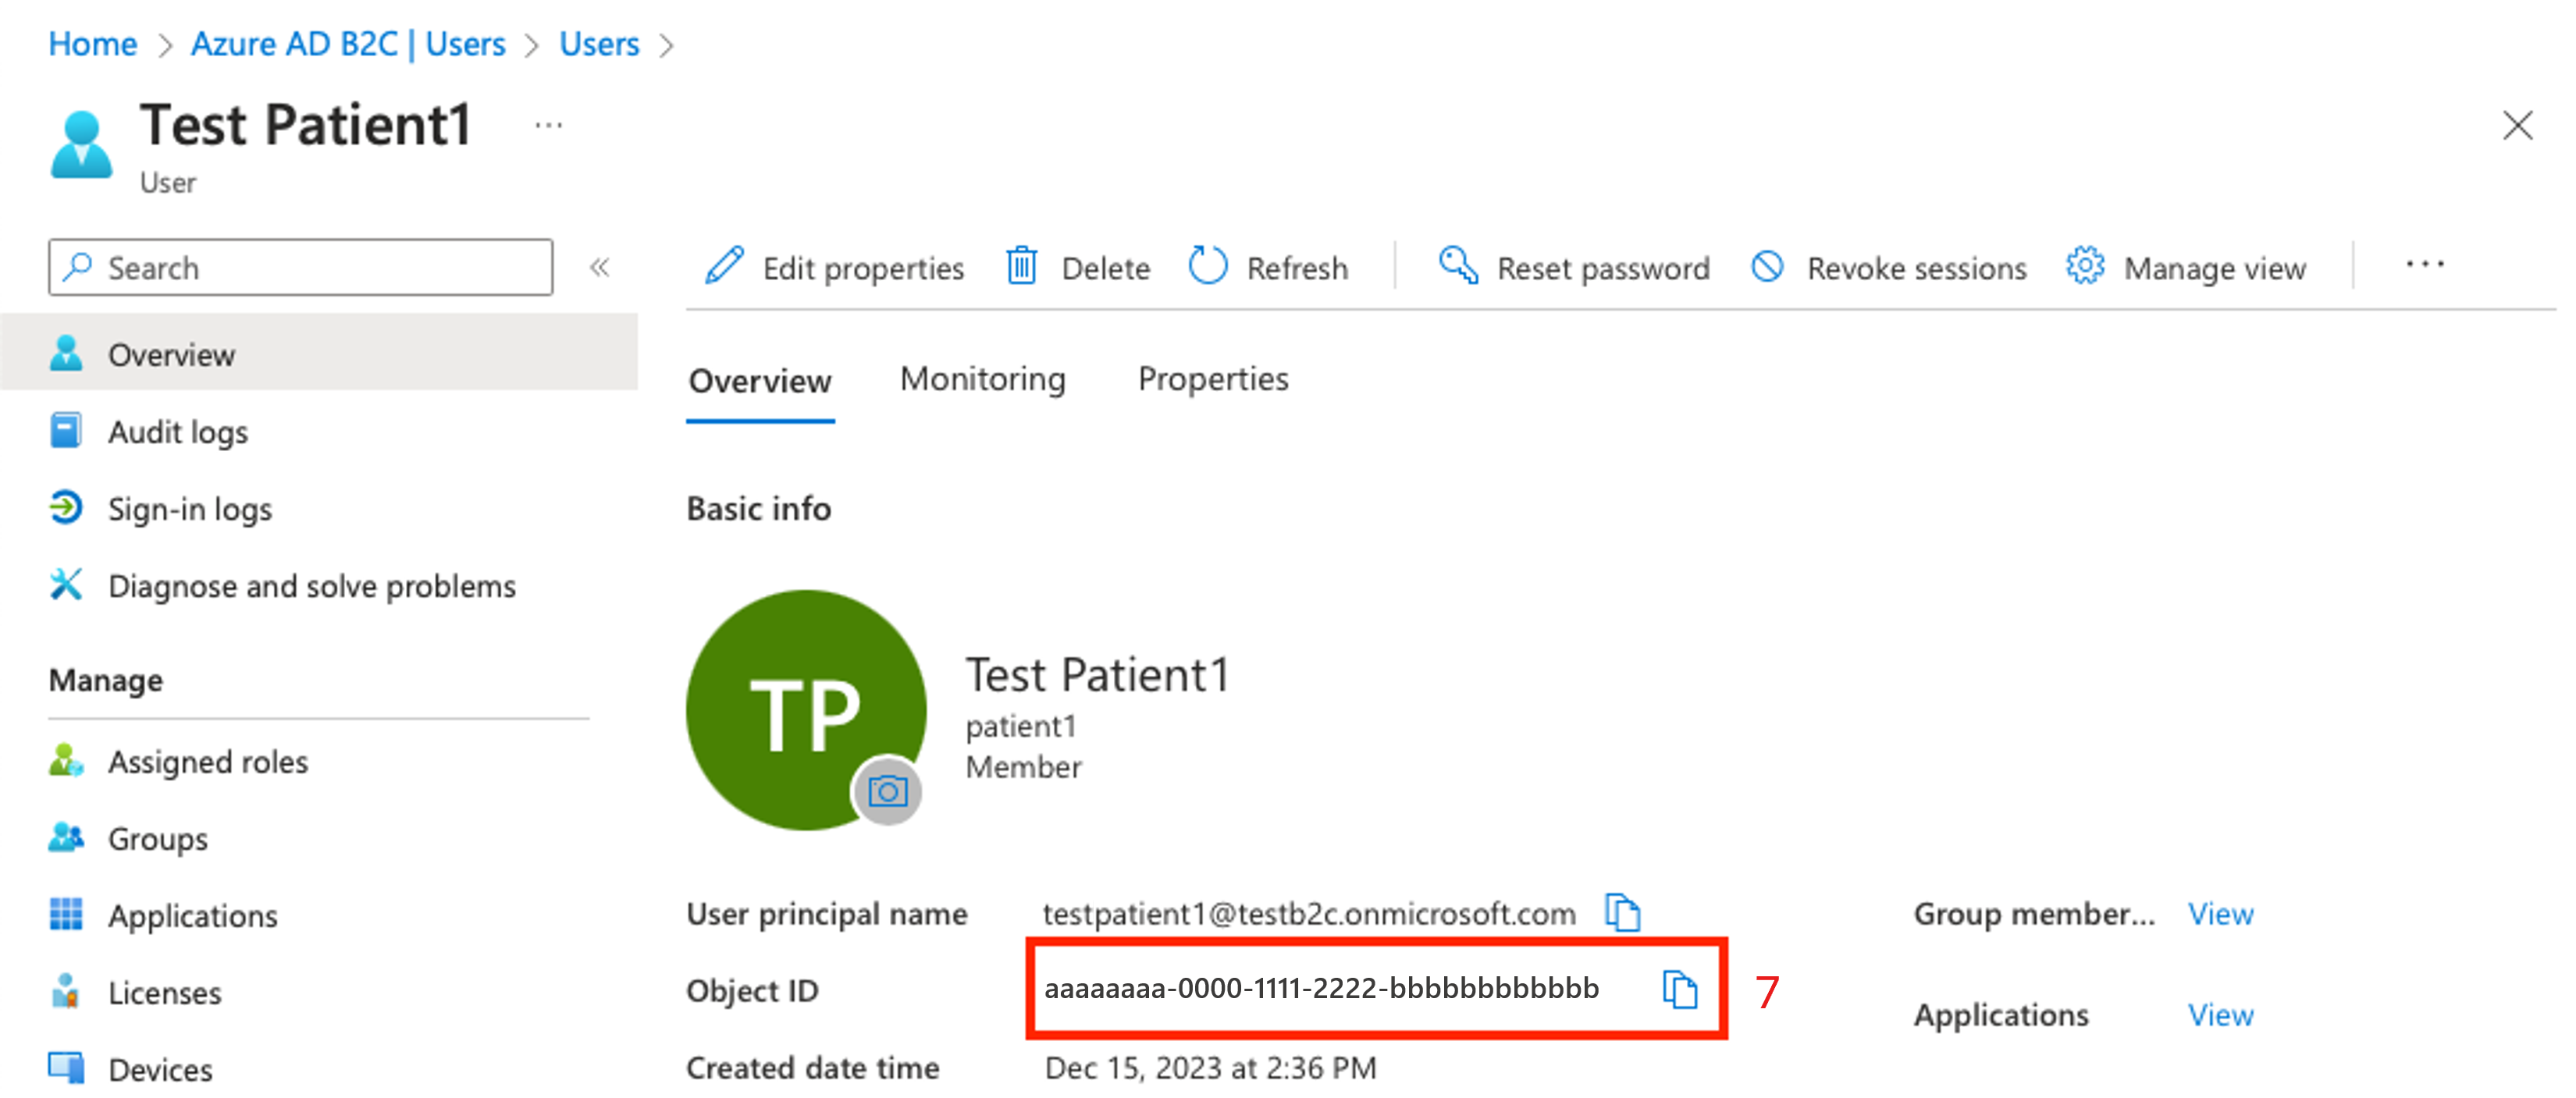 Home > Azure AD B2C | Users > Users >
Test Patient1 ...
User
Search «
Edit properties Delete Refresh Reset password Revoke sessions Manage view ...
Overview
Audit logs
Sign-in logs
Diagnose and solve problems
Manage
Assigned roles
Groups
Applications
Licenses
Devices
Overview Monitoring Properties
Basic info
TP
Test Patient1
patient1
Member
User principal name testpatient1@testb2c.onmicrosoft.com Group member... View
Object ID aaaaaaaa-0000-1111-2222-bbbbbbbbbbbb 7
Applications View
Created date time Dec 15, 2023 at 2:36 PM